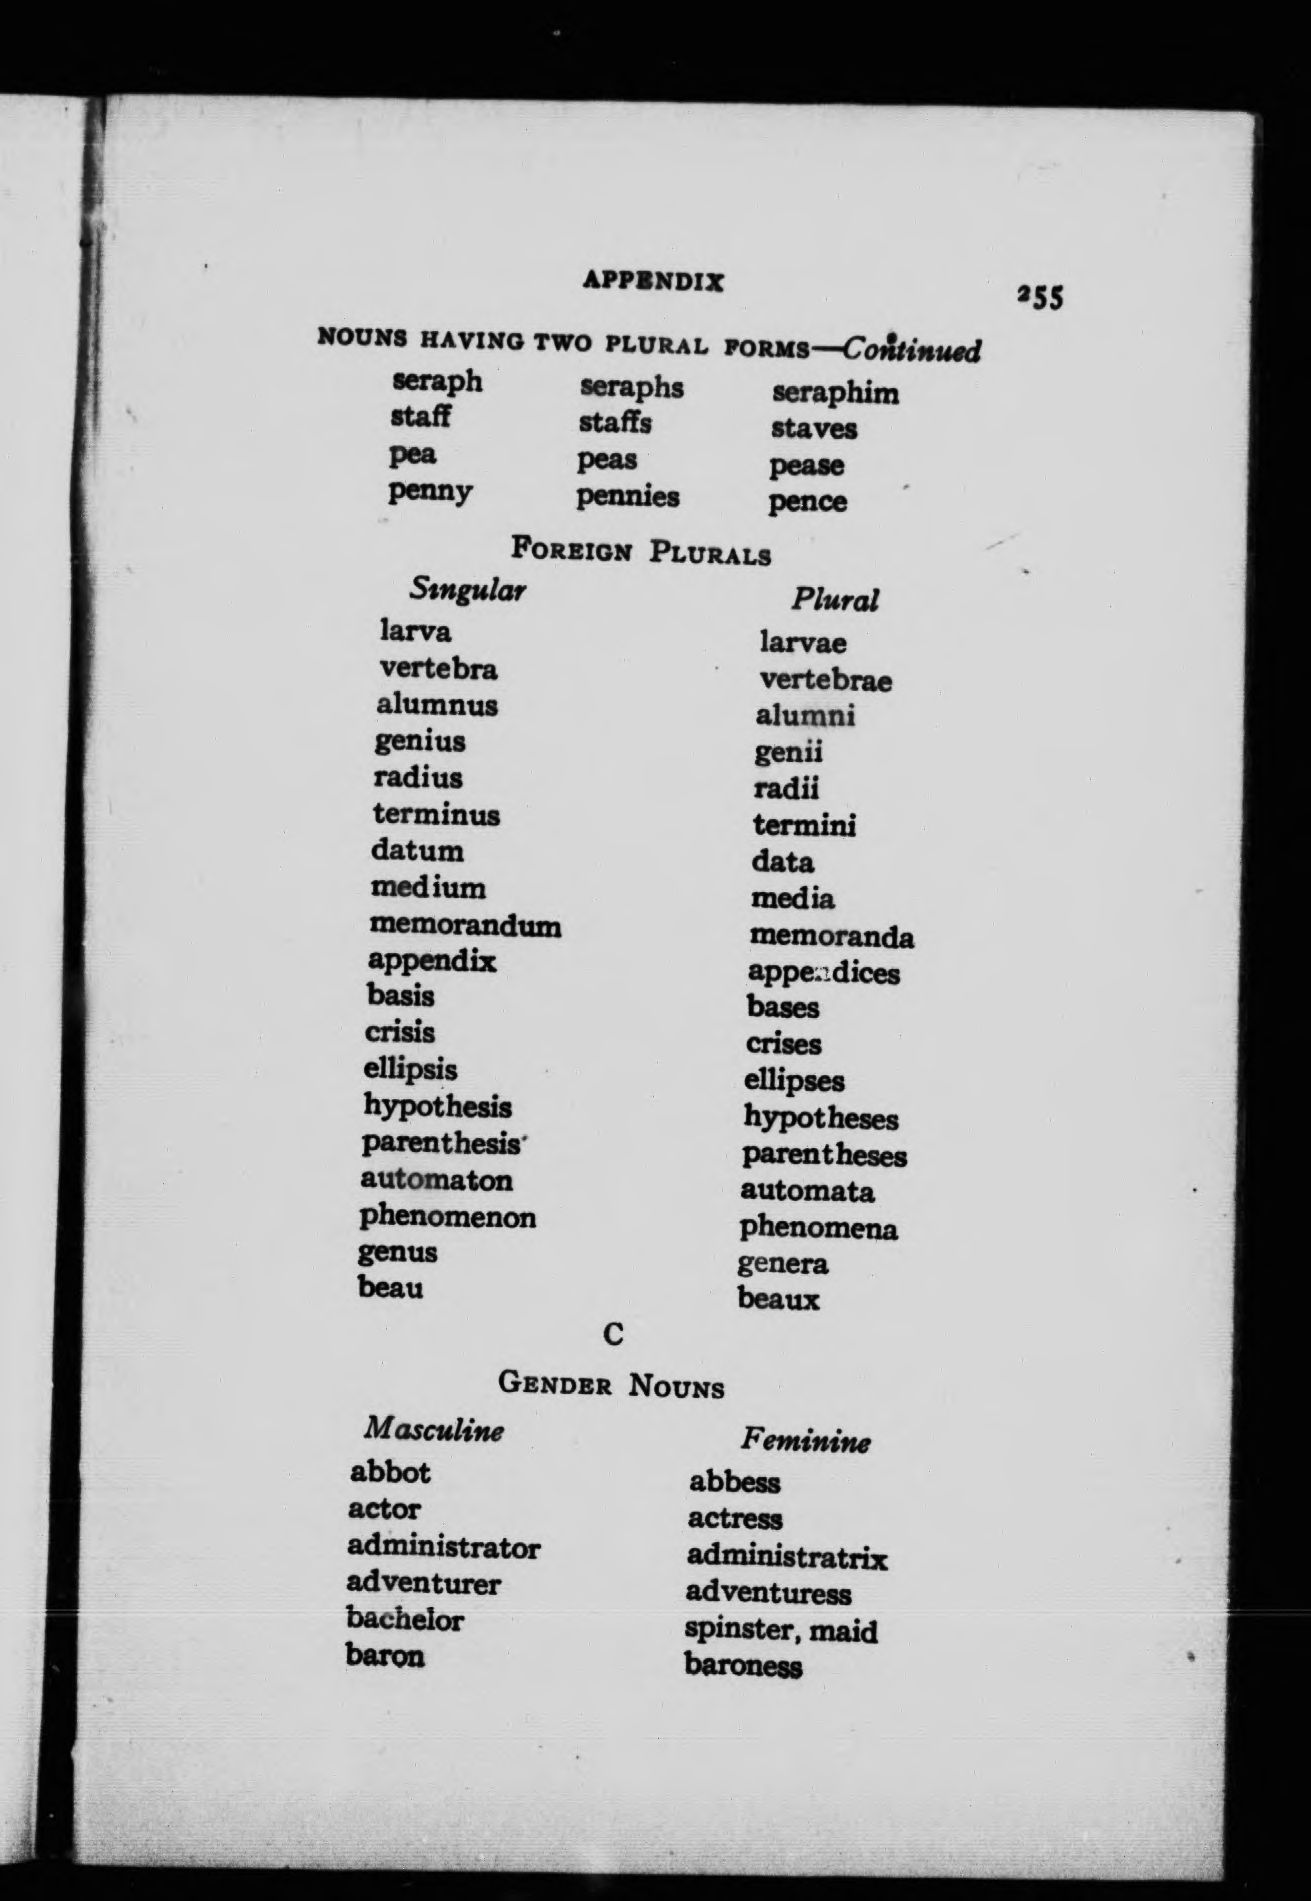 APPENDIX 255
NOUNS HAVING TWO PLURAL FORMS—Continued
seraph seraphs seraphim
staff staffs staves
pea peas pease
penny pennies pence
FOREIGN PLURALS
Singular Plural
larva larvae
vertebra vertebrae
alumnus alumni
genius genii
radius radii
terminus termini
datum data
medium media
memorandum memoranda
appendix appendices
basis bases
crisis crises
ellipsis ellipses
hypothesis hypotheses
parenthesis parentheses
automaton automata
phenomenon phenomena
genus genera
beau beaux
C
GENDER NOUNS
Masculine Feminine
abbot abbess
actor actress
administrator administratrix
adventurer adventuress
bachelor spinster, maid
baron baroness